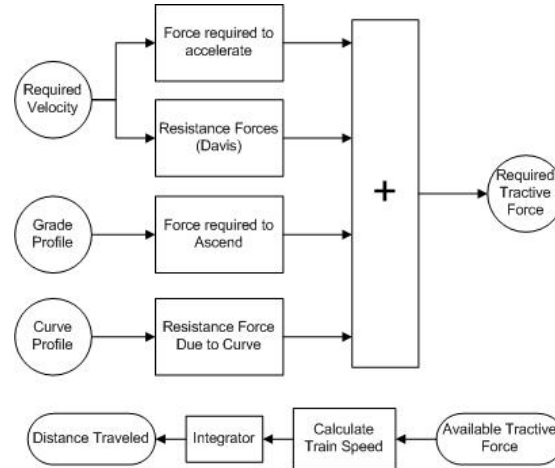 Force required to
accelerate
Required
Velocity
Resistance Forces
(Davis)
+
Required
Tractive
Force
Grade
Profile
Force required to
Ascend
Curve
Profile
Resistance Force
Due to Curve
Distance Traveled
Integrator
Calculate
Train Speed
Available Tractive
Force